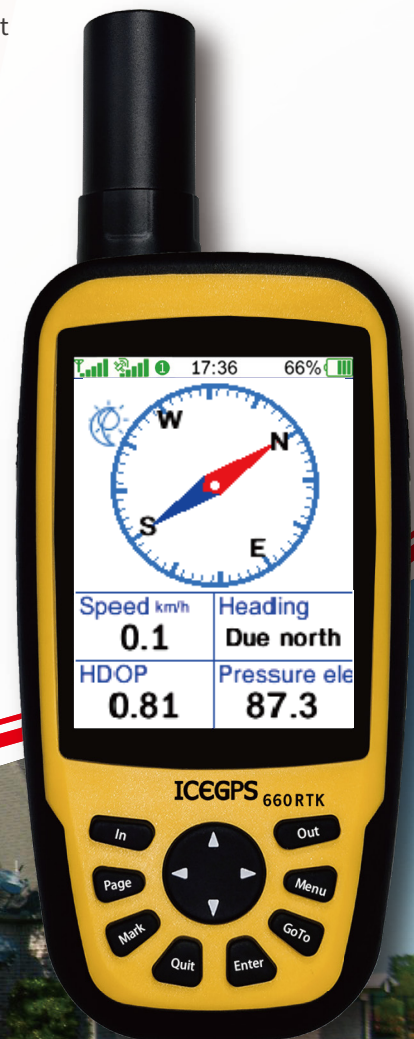 t
1 17:36 66%
W
N
S
E
Speed km/h Heading
0.1 Due north
HDOP Pressure ele
0.81 87.3
ICEGPS 660RTK
In Out
Page Menu
Mark GoTo
Quit Enter